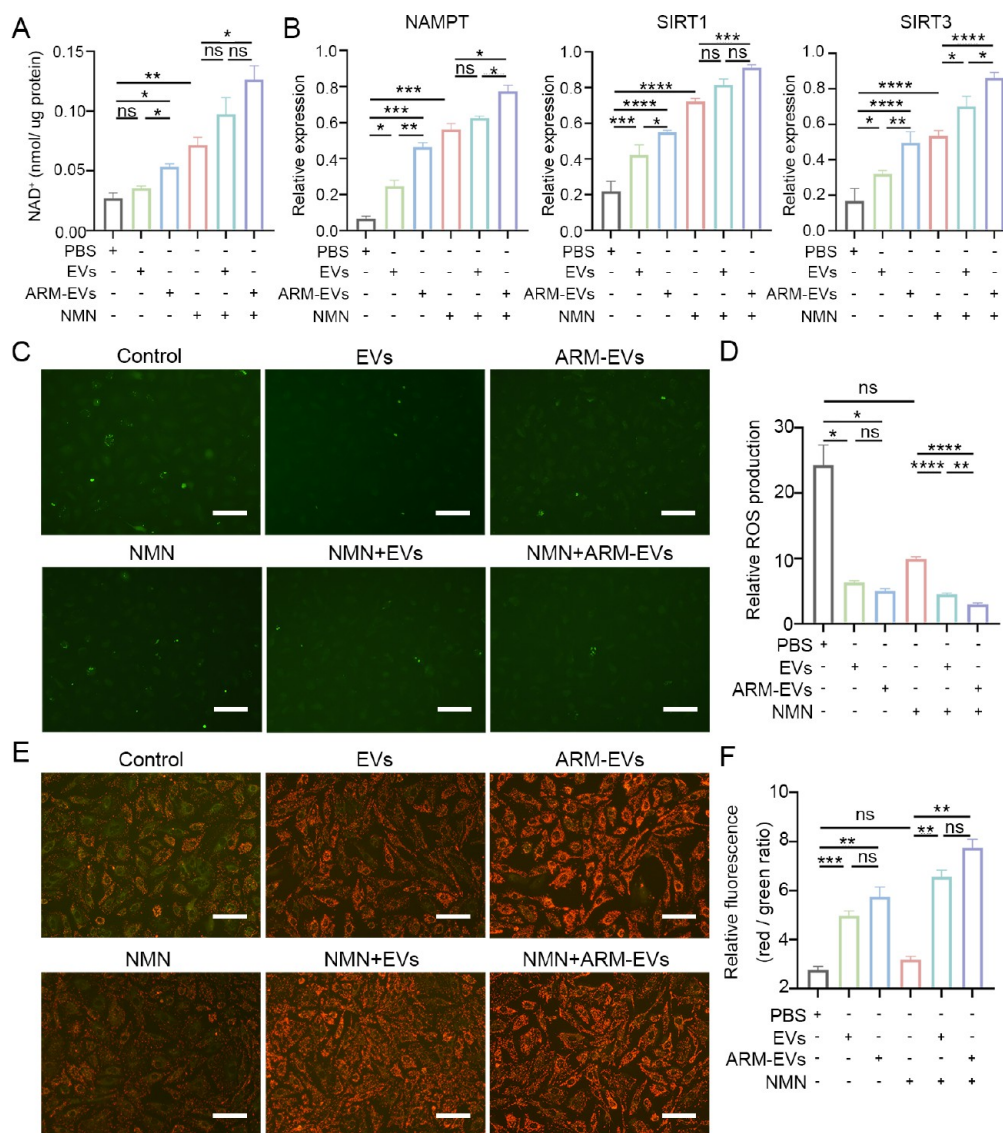 A
NAD⁺ (nmol/ ug protein)
0.15
0.10
0.05
0.00
*
ns ns
**
*
ns *
PBS + - - - - -
EVs - + - - + -
ARM-EVs - - + - - +
NMN - - - + + +
B
NAMPT
Relative expression
1.0
0.8
0.6
0.4
0.2
0.0
*
ns *
***
***
* **
PBS + - - - - -
EVs - + - - + -
ARM-EVs - - + - - +
NMN - - - + + +
SIRT1
Relative expression
1.0
0.8
0.6
0.4
0.2
0.0
***
ns ns
****
****
*** *
PBS + - - - - -
EVs - + - - + -
ARM-EVs - - + - - +
NMN - - - + + +
SIRT3
Relative expression
1.0
0.8
0.6
0.4
0.2
0.0
****
* *
****
****
* **
PBS + - - - - -
EVs - + - - + -
ARM-EVs - - + - - +
NMN - - - + + +
C
Control EVs ARM-EVs
NMN NMN+EVs NMN+ARM-EVs
D
Relative ROS production
30
20
10
0
ns
*
* ns
****
**** **
PBS + - - - - -
EVs - + - - + -
ARM-EVs - - + - - +
NMN - - - + + +
E
Control EVs ARM-EVs
NMN NMN+EVs NMN+ARM-EVs
F
Relative fluorescence
(red / green ratio)
10
8
6
4
2
ns
**
** ns
**
*** ns
PBS + - - - - -
EVs - + - - + -
ARM-EVs - - + - - +
NMN - - - + + +